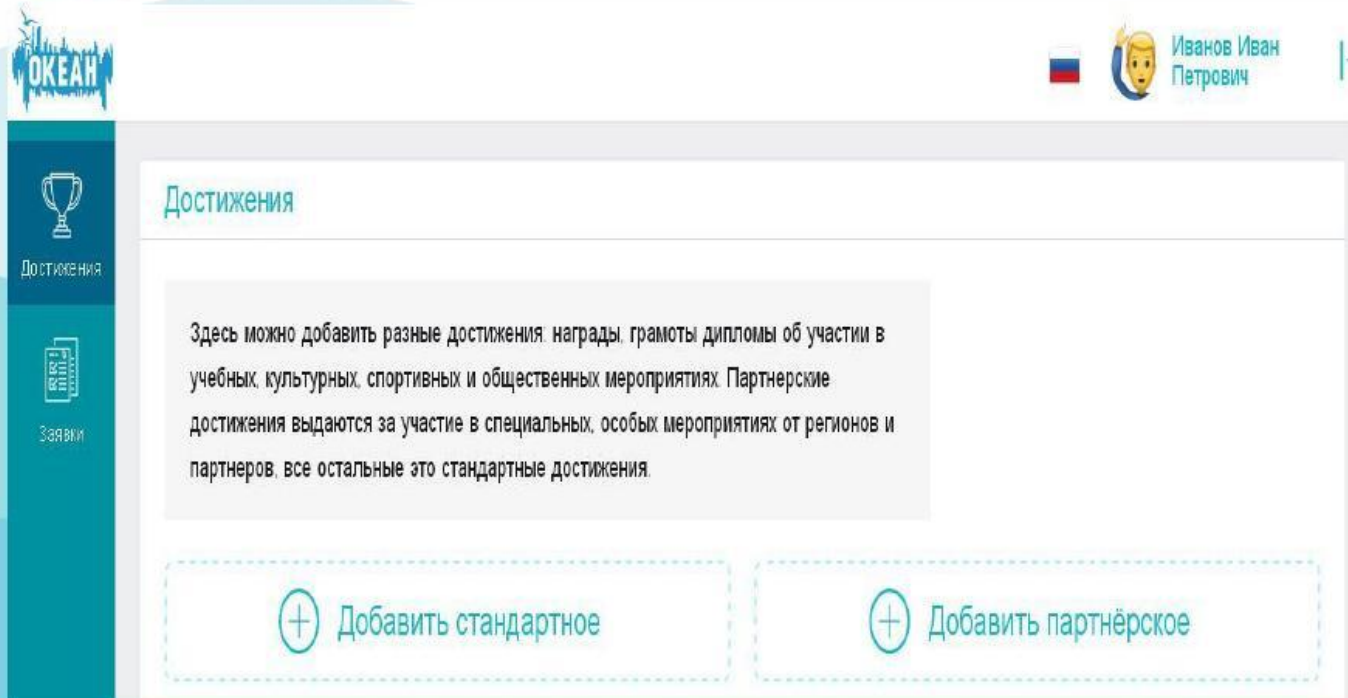 ОКЕАН
Иванов Иван
Петрович
Достижения
Достижения
Здесь можно добавить разные достижения: награды, грамоты дипломы об участии в
учебных, культурных, спортивных и общественных мероприятиях. Партнерские
достижения выдаются за участие в специальных, особых мероприятиях от регионов и
партнеров, все остальные это стандартные достижения.
Заявки
Добавить стандартное
Добавить партнёрское